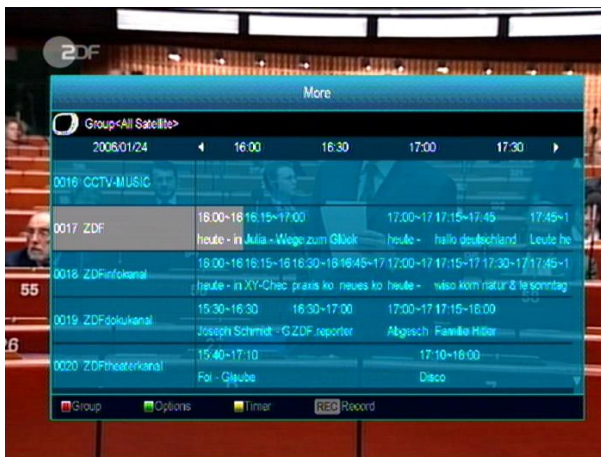 ZDF
More
Group<All Satellite>
2006/01/24 16:00 16:30 17:00 17:30
0016 CCTV-MUSIC
0017 ZDF
16:00~16 16:15~17:00 17:00~17 17:15~17:45 17:45~1
heute - in Julia - Wege zum Glück heute - hallo deutschland Leute he
0018 ZDFinfokanal
16:00~16 16:15~16 16:30~16 16:45~17 17:00~17 17:15~17 17:30~17 17:45~1
heute - in XY-Chec praxis ko neues ko heute - wiso kom natur & le sonntag
0019 ZDFdokukanal
15:30~16:30 16:30~17:00 17:00~17 17:15~18:00
Joseph Schmidt - G ZDF.reporter Abgesch Familie Hitler
0020 ZDFtheaterkanal
15:40~17:10 17:10~18:00
Foi - Glaube Disco
Group Options Timer REC Record
55
6